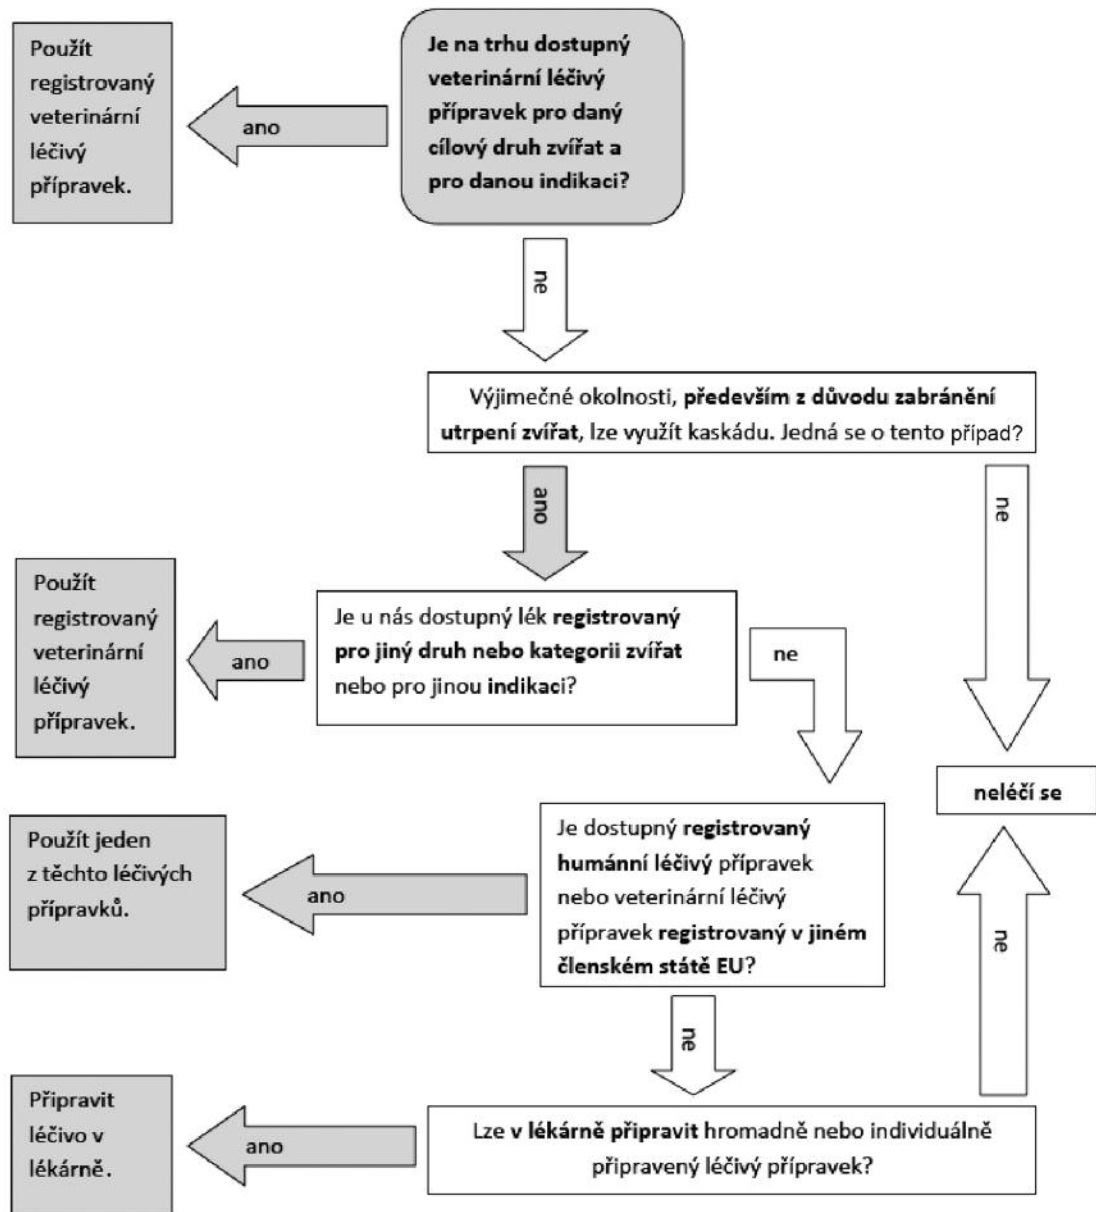 Použít
registrovaný
veterinární
léčivý
přípravek.
ano
Je na trhu dostupný
veterinární léčivý
přípravek pro daný
cílový druh zvířat a
pro danou indikaci?
ne
Výjimečné okolnosti, především z důvodu zabránění
utrpení zvířat, lze využít kaskádu. Jedná se o tento případ?
ano
ne
Použít
registrovaný
veterinární
léčivý
přípravek.
ano
Je u nás dostupný lék registrovaný
pro jiný druh nebo kategorii zvířat
nebo pro jinou indikaci?
ne
neléčí se
Použít jeden
z těchto léčivých
přípravků.
ano
Je dostupný registrovaný
humánní léčivý přípravek
nebo veterinární léčivý
přípravek registrovaný v jiném
členském státě EU?
ne
ne
Připravit
léčivo v
lékárně.
ano
Lze v lékárně připravit hromadně nebo individuálně
připravený léčivý přípravek?